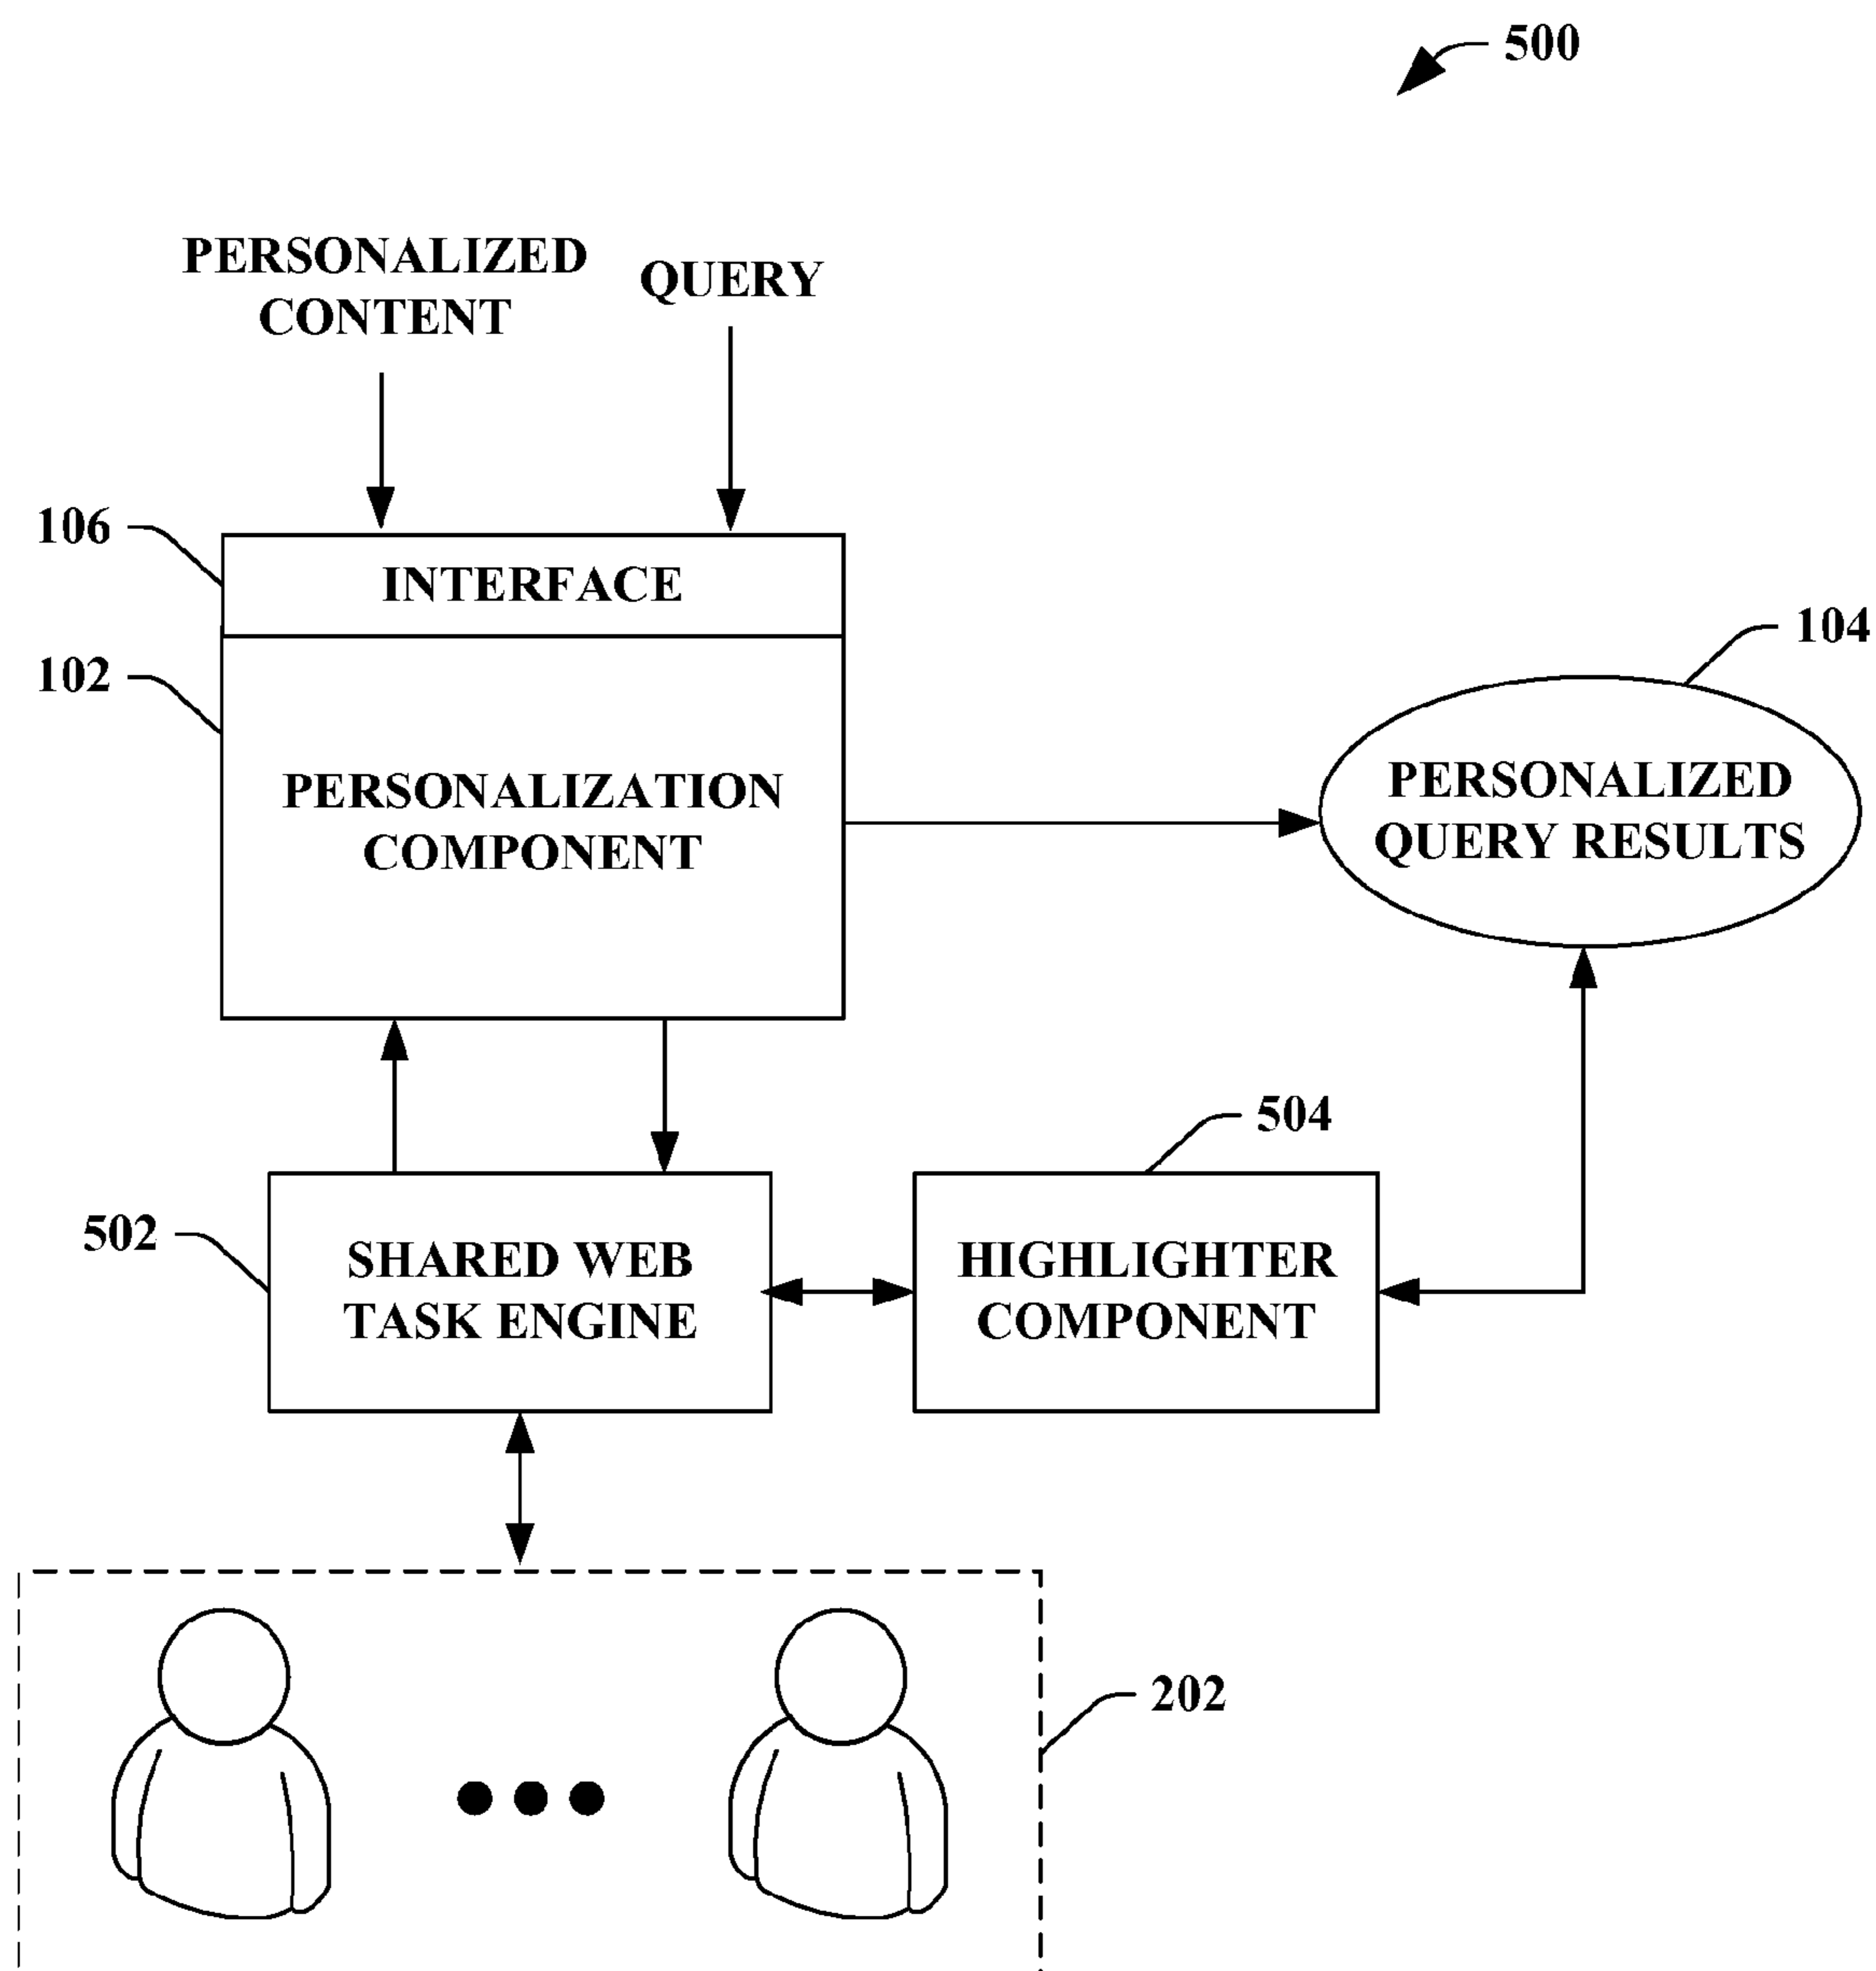 500
PERSONALIZED
CONTENT
QUERY
106
INTERFACE
102
PERSONALIZATION
COMPONENT
104
PERSONALIZED
QUERY RESULTS
504
502
SHARED WEB
TASK ENGINE
HIGHLIGHTER
COMPONENT
202